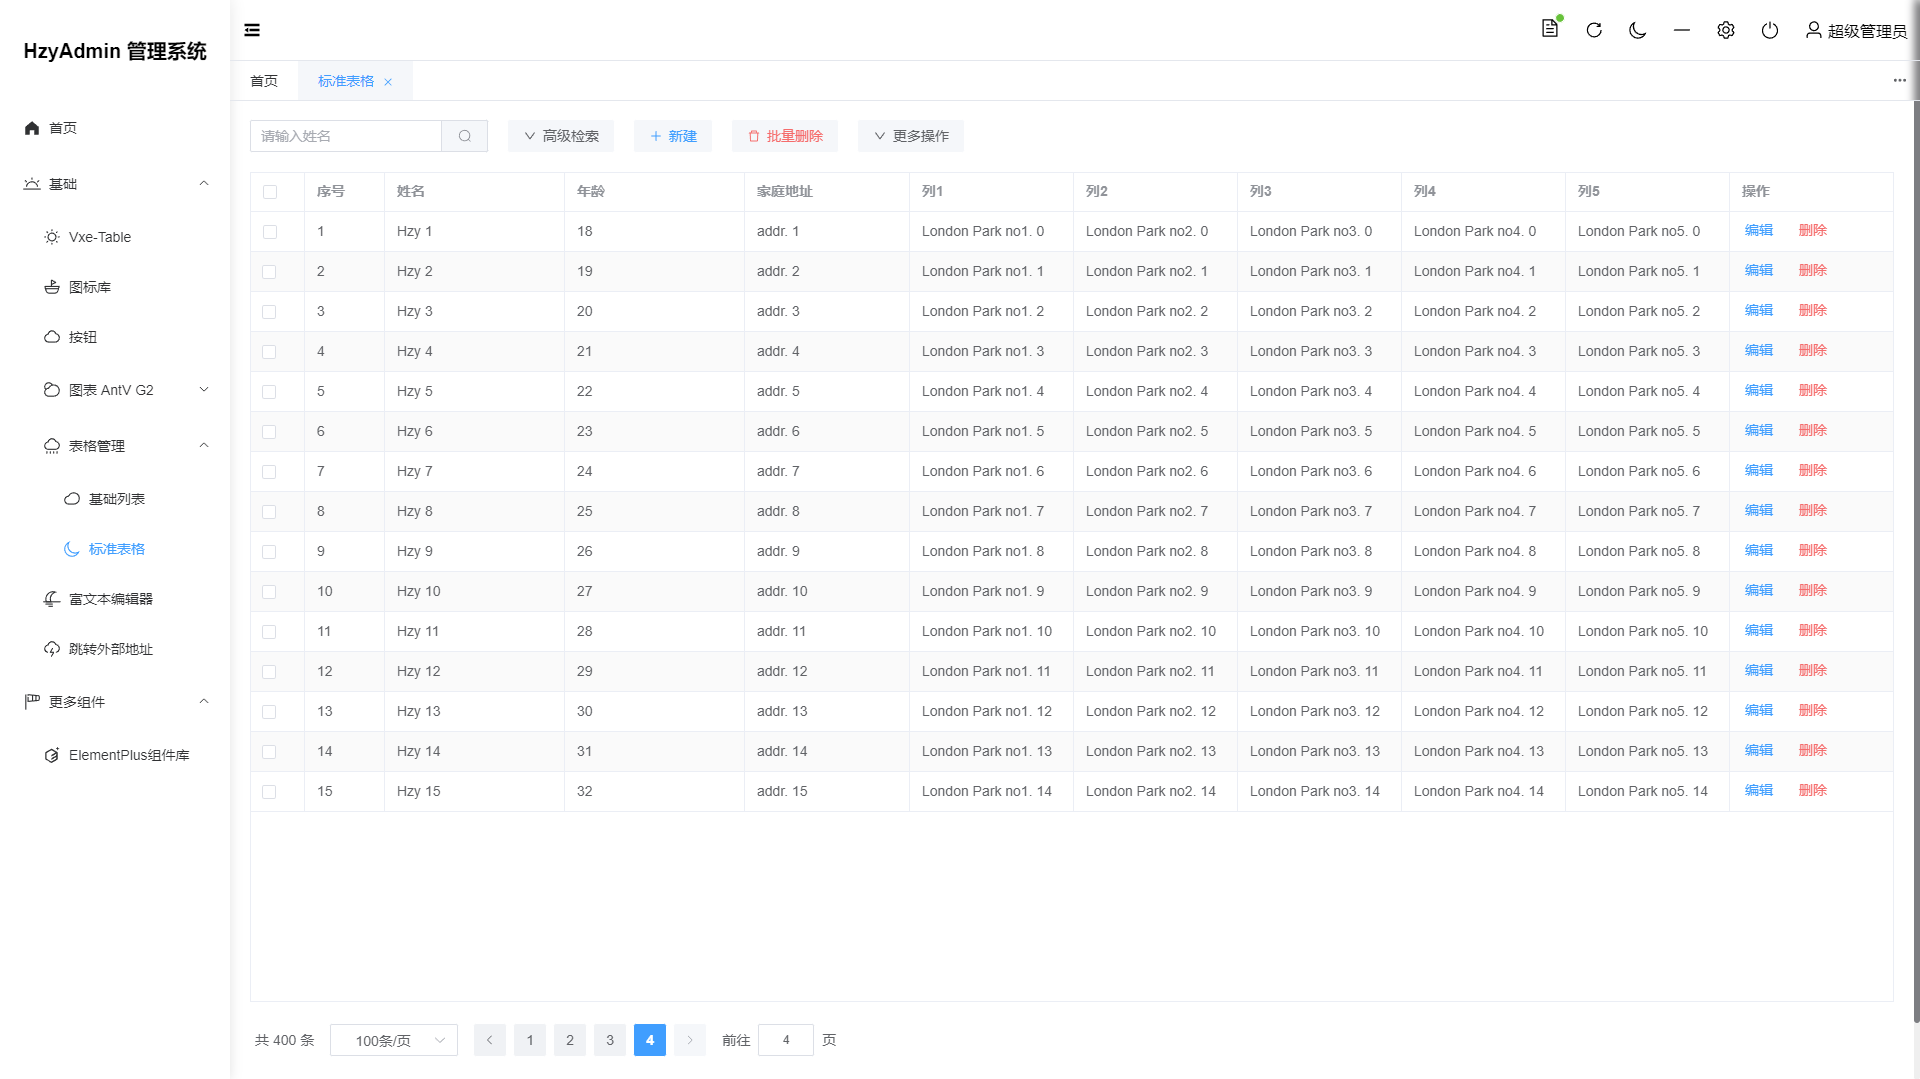 HzyAdmin 管理系统
首页
基础
Vxe-Table
图标库
按钮
图表 AntV G2
表格管理
基础列表
标准表格
富文本编辑器
跳转外部地址
更多组件
ElementPlus组件库
超级管理员
首页 标准表格
请输入姓名 高级检索 新建 批量删除 更多操作
序号 姓名 年龄 家庭地址 列1 列2 列3 列4 列5 操作
1 Hzy 1 18 addr. 1 London Park no1. 0 London Park no2. 0 London Park no3. 0 London Park no4. 0 London Park no5. 0 编辑 删除
2 Hzy 2 19 addr. 2 London Park no1. 1 London Park no2. 1 London Park no3. 1 London Park no4. 1 London Park no5. 1 编辑 删除
3 Hzy 3 20 addr. 3 London Park no1. 2 London Park no2. 2 London Park no3. 2 London Park no4. 2 London Park no5. 2 编辑 删除
4 Hzy 4 21 addr. 4 London Park no1. 3 London Park no2. 3 London Park no3. 3 London Park no4. 3 London Park no5. 3 编辑 删除
5 Hzy 5 22 addr. 5 London Park no1. 4 London Park no2. 4 London Park no3. 4 London Park no4. 4 London Park no5. 4 编辑 删除
6 Hzy 6 23 addr. 6 London Park no1. 5 London Park no2. 5 London Park no3. 5 London Park no4. 5 London Park no5. 5 编辑 删除
7 Hzy 7 24 addr. 7 London Park no1. 6 London Park no2. 6 London Park no3. 6 London Park no4. 6 London Park no5. 6 编辑 删除
8 Hzy 8 25 addr. 8 London Park no1. 7 London Park no2. 7 London Park no3. 7 London Park no4. 7 London Park no5. 7 编辑 删除
9 Hzy 9 26 addr. 9 London Park no1. 8 London Park no2. 8 London Park no3. 8 London Park no4. 8 London Park no5. 8 编辑 删除
10 Hzy 10 27 addr. 10 London Park no1. 9 London Park no2. 9 London Park no3. 9 London Park no4. 9 London Park no5. 9 编辑 删除
11 Hzy 11 28 addr. 11 London Park no1. 10 London Park no2. 10 London Park no3. 10 London Park no4. 10 London Park no5. 10 编辑 删除
12 Hzy 12 29 addr. 12 London Park no1. 11 London Park no2. 11 London Park no3. 11 London Park no4. 11 London Park no5. 11 编辑 删除
13 Hzy 13 30 addr. 13 London Park no1. 12 London Park no2. 12 London Park no3. 12 London Park no4. 12 London Park no5. 12 编辑 删除
14 Hzy 14 31 addr. 14 London Park no1. 13 London Park no2. 13 London Park no3. 13 London Park no4. 13 London Park no5. 13 编辑 删除
15 Hzy 15 32 addr. 15 London Park no1. 14 London Park no2. 14 London Park no3. 14 London Park no4. 14 London Park no5. 14 编辑 删除
共 400 条 100条/页 1 2 3 4 前往 4 页